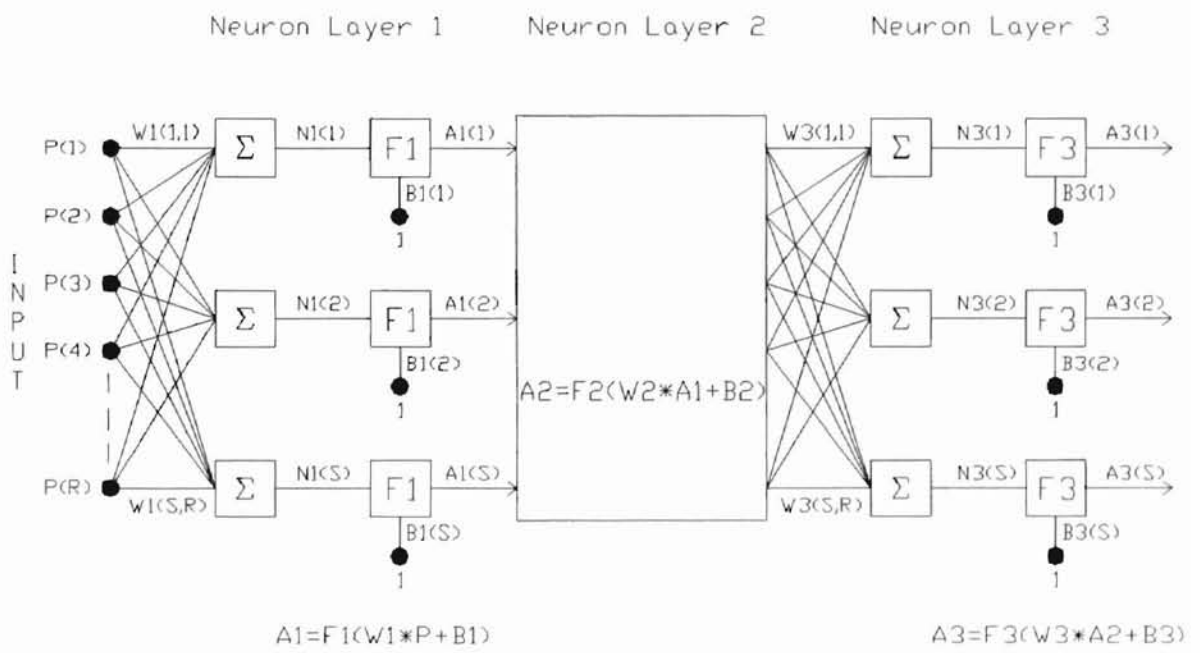 Neuron Layer 1 Neuron Layer 2 Neuron Layer 3
W1(1,1) N1(1) A1(1) W3(1,1) N3(1) A3(1)
P(1) Σ F1 Σ F3
B1(1) B3(1)
P(2)
1 1
INPUT
P(3) N1(2) A1(2) N3(2) A3(2)
Σ F1 Σ F3
P(4) B1(2) B3(2)
A2=F2(W2*A1+B2)
1 1
N1(S) A1(S) N3(S) A3(S)
P(R) Σ F1 Σ F3
W1(S,R) W3(S,R)
B1(S) B3(S)
1 1
A1=F1(W1*P+B1) A3=F3(W3*A2+B3)